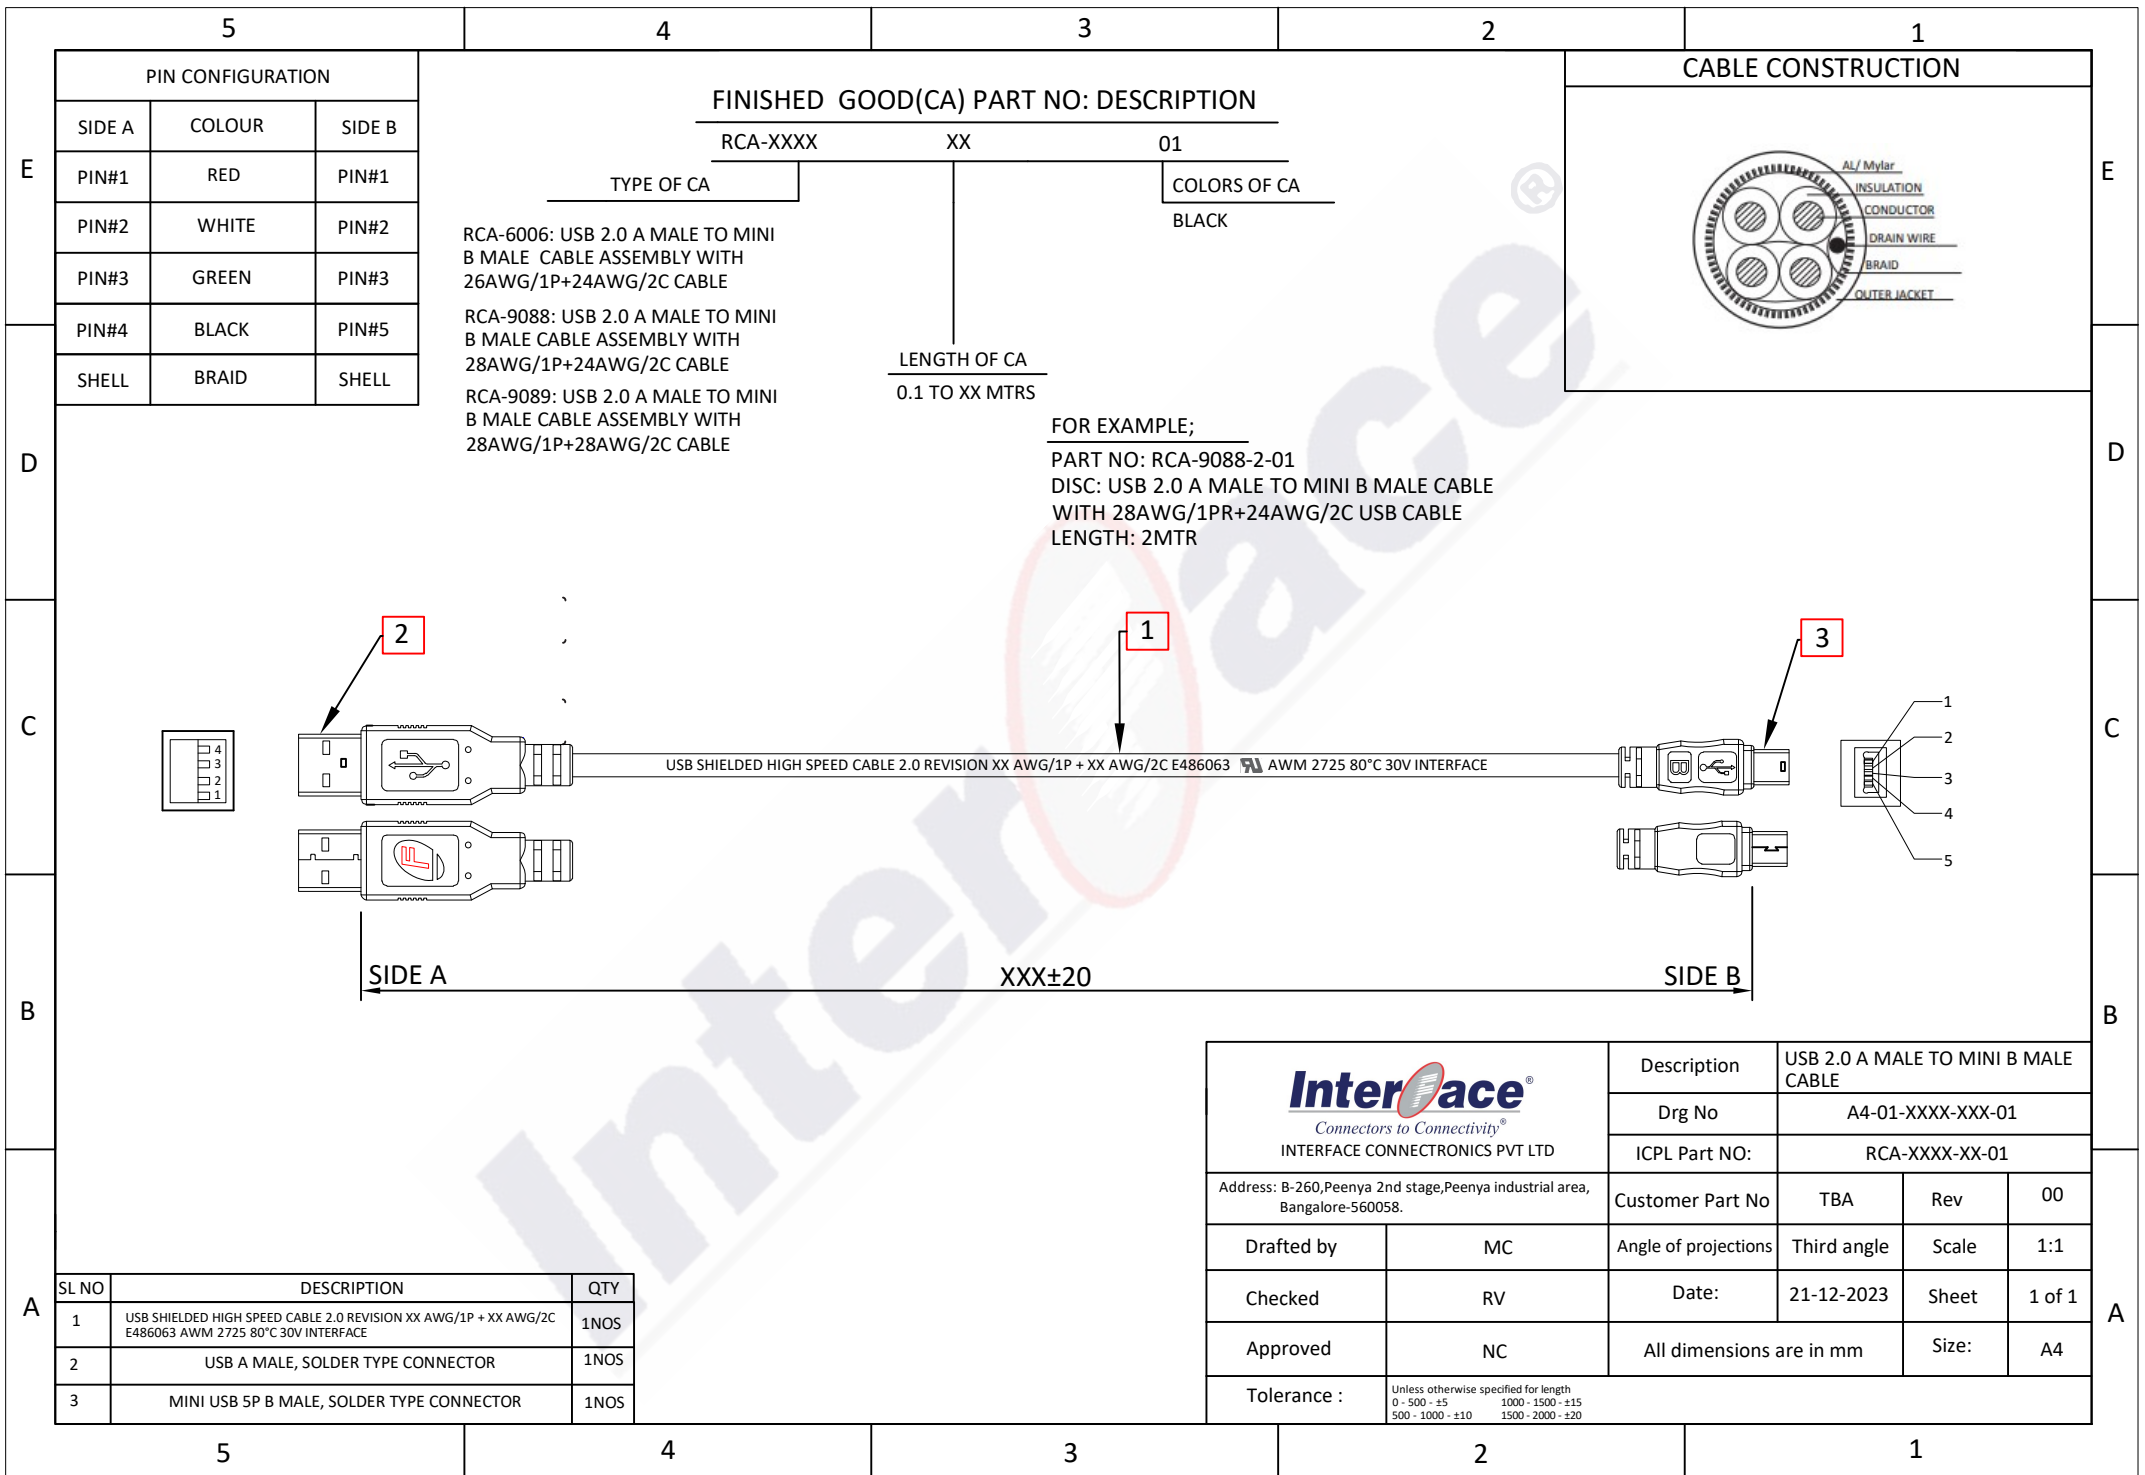 5 4 3 2 1
E
D
C
B
A
PIN CONFIGURATION
SIDE A COLOUR SIDE B
PIN#1 RED PIN#1
PIN#2 WHITE PIN#2
PIN#3 GREEN PIN#3
PIN#4 BLACK PIN#5
SHELL BRAID SHELL
FINISHED GOOD(CA) PART NO: DESCRIPTION
RCA-XXXX XX 01
TYPE OF CA
RCA-6006: USB 2.0 A MALE TO MINI
B MALE CABLE ASSEMBLY WITH
26AWG/1P+24AWG/2C CABLE
RCA-9088: USB 2.0 A MALE TO MINI
B MALE CABLE ASSEMBLY WITH
28AWG/1P+24AWG/2C CABLE
RCA-9089: USB 2.0 A MALE TO MINI
B MALE CABLE ASSEMBLY WITH
28AWG/1P+28AWG/2C CABLE
LENGTH OF CA
0.1 TO XX MTRS
COLORS OF CA
BLACK
FOR EXAMPLE;
PART NO: RCA-9088-2-01
DISC: USB 2.0 A MALE TO MINI B MALE CABLE
WITH 28AWG/1PR+24AWG/2C USB CABLE
LENGTH: 2MTR
CABLE CONSTRUCTION
AL/ Mylar
INSULATION
CONDUCTOR
DRAIN WIRE
BRAID
OUTER JACKET
E
D
C
B
A
Interface®
2
1
3
4
3
2
1
USB SHIELDED HIGH SPEED CABLE 2.0 REVISION XX AWG/1P + XX AWG/2C E486063 RU AWM 2725 80°C 30V INTERFACE
B
1
2
3
4
5
SIDE A XXX±20 SIDE B
SL NO DESCRIPTION QTY
1 USB SHIELDED HIGH SPEED CABLE 2.0 REVISION XX AWG/1P + XX AWG/2C
E486063 AWM 2725 80°C 30V INTERFACE 1NOS
2 USB A MALE, SOLDER TYPE CONNECTOR 1NOS
3 MINI USB 5P B MALE, SOLDER TYPE CONNECTOR 1NOS
Interface®
Connectors to Connectivity®
INTERFACE CONNECTRONICS PVT LTD
Address: B-260,Peenya 2nd stage,Peenya industrial area,
Bangalore-560058.
Description USB 2.0 A MALE TO MINI B MALE
CABLE
Drg No A4-01-XXXX-XXX-01
ICPL Part NO: RCA-XXXX-XX-01
Customer Part No TBA Rev 00
Drafted by MC Angle of projections Third angle Scale 1:1
Checked RV Date: 21-12-2023 Sheet 1 of 1
Approved NC All dimensions are in mm Size: A4
Tolerance : Unless otherwise specified for length
0 - 500 - ±5 1000 - 1500 - ±15
500 - 1000 - ±10 1500 - 2000 - ±20
5 4 3 2 1